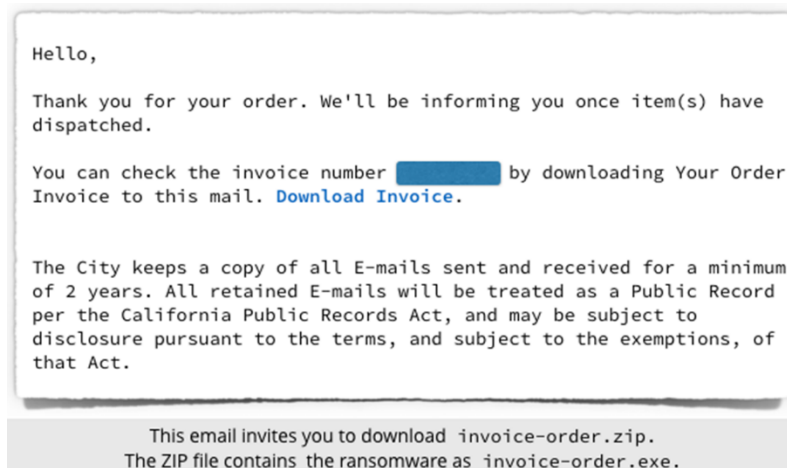 Hello,
Thank you for your order. We'll be informing you once item(s) have
dispatched.
You can check the invoice number by downloading Your Order
Invoice to this mail. Download Invoice.
The City keeps a copy of all E-mails sent and received for a minimum
of 2 years. All retained E-mails will be treated as a Public Record
per the California Public Records Act, and may be subject to
disclosure pursuant to the terms, and subject to the exemptions, of
that Act.
This email invites you to download invoice-order.zip.
The ZIP file contains the ransomware as invoice-order.exe.